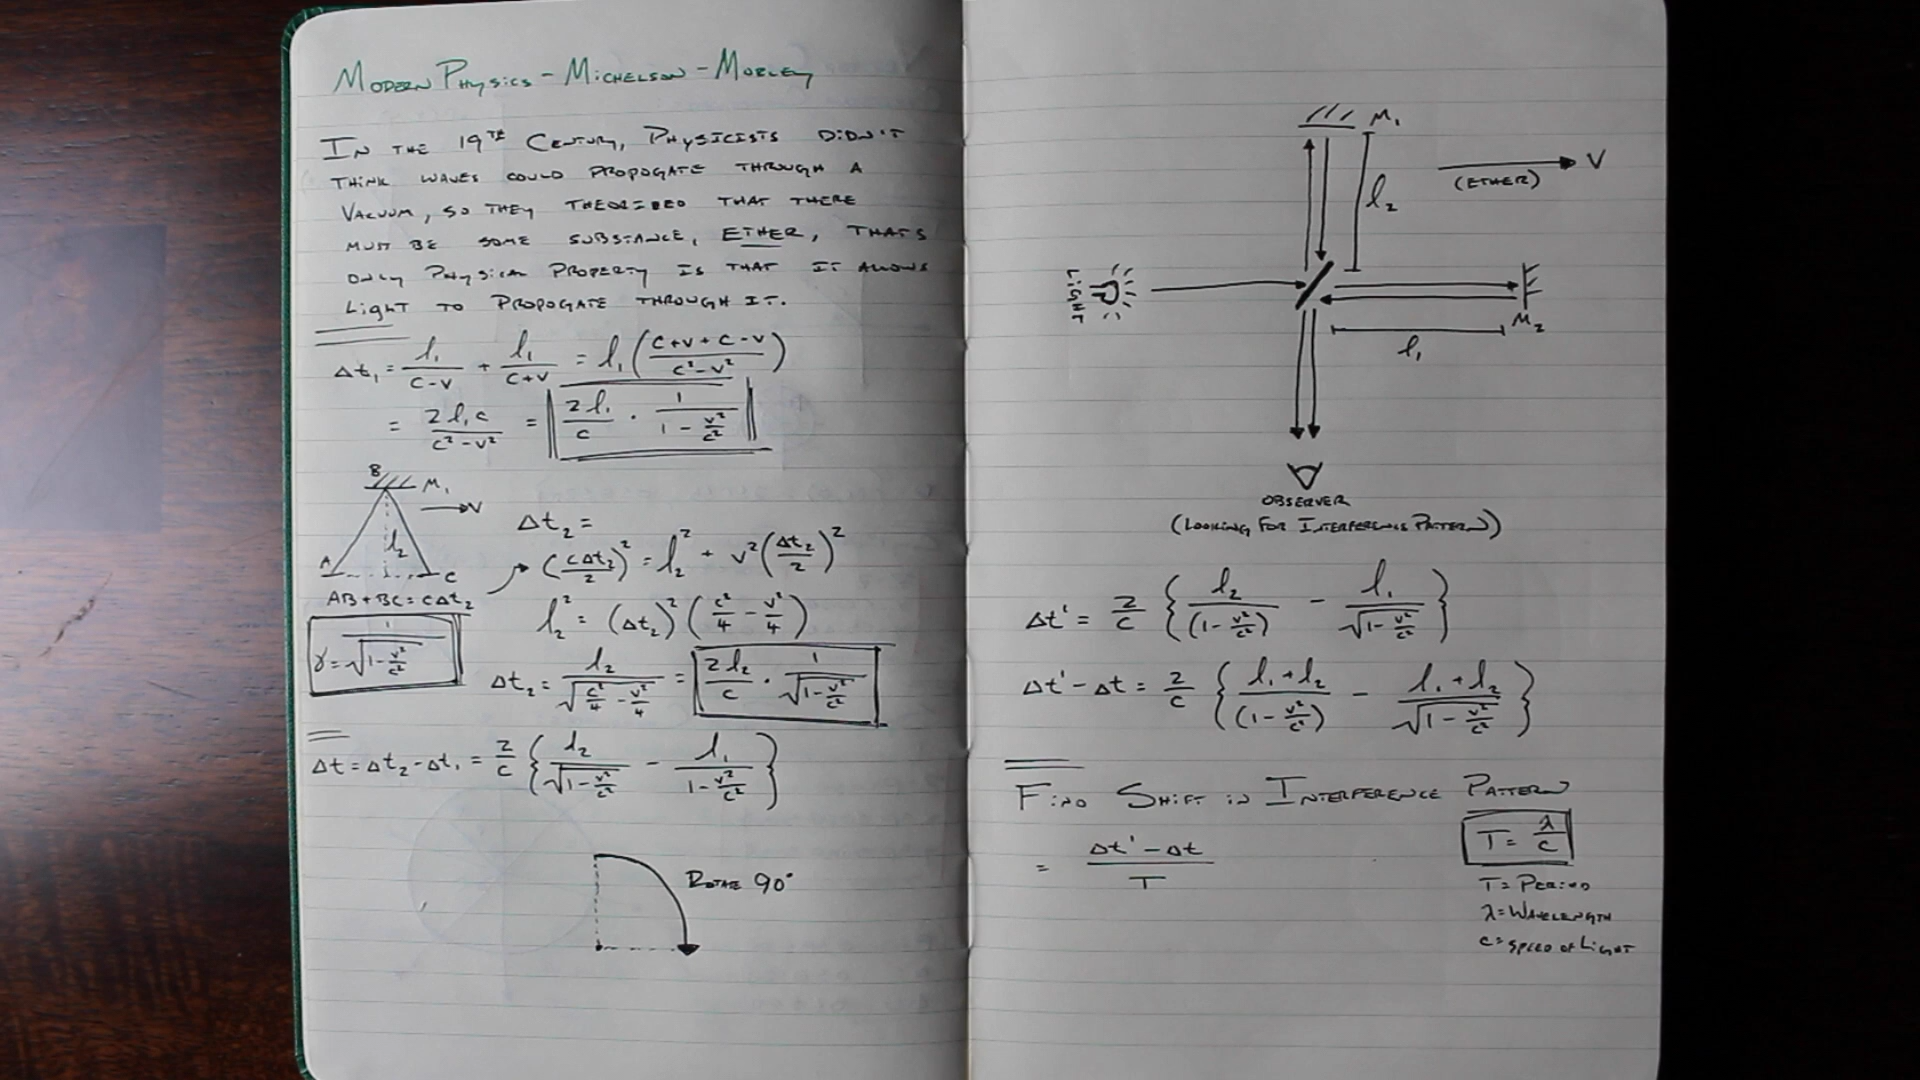 Modern Physics - Michelson - Morley
In the 19th Century, Physicists didn't
think waves could propogate through a
vacuum, so they theorized that there
must be some substance, ether, thats
only physical property is that it allows
light to propogate through it.
Δt₁ = l₁/(c-v) + l₁/(c+v) = l₁((c+v+c-v)/(c²-v²))
= 2l₁c/(c²-v²) = 2l₁/c · 1/(1-v²/c²)
B M₁
V
l₂
A C
AB+BC = cΔt₂
γ = 1/√(1-v²/c²)
Δt₂ =
(cΔt₂/2)² = l₂² + v²(Δt₂/2)²
l₂² = (Δt₂)²(c²/4 - v²/4)
Δt₂ = l₂/√(c²/4 - v²/4) = 2l₂/c · 1/√(1-v²/c²)
Δt = Δt₂-Δt₁ = 2/c {l₂/√(1-v²/c²) - l₁/(1-v²/c²)}
Rotate 90°
M₁
V
(Ether)
l₂
Light
M₂
l₁
Observer
(Looking for Interference Pattern)
Δt' = 2/c {l₂/(1-v²/c²) - l₁/√(1-v²/c²)}
Δt'-Δt = 2/c {(l₁+l₂)/(1-v²/c²) - (l₁+l₂)/√(1-v²/c²)}
Find Shift in Interference Pattern
= (Δt'-Δt)/T
T = λ/c
T = Period
λ = Wavelength
c = speed of Light